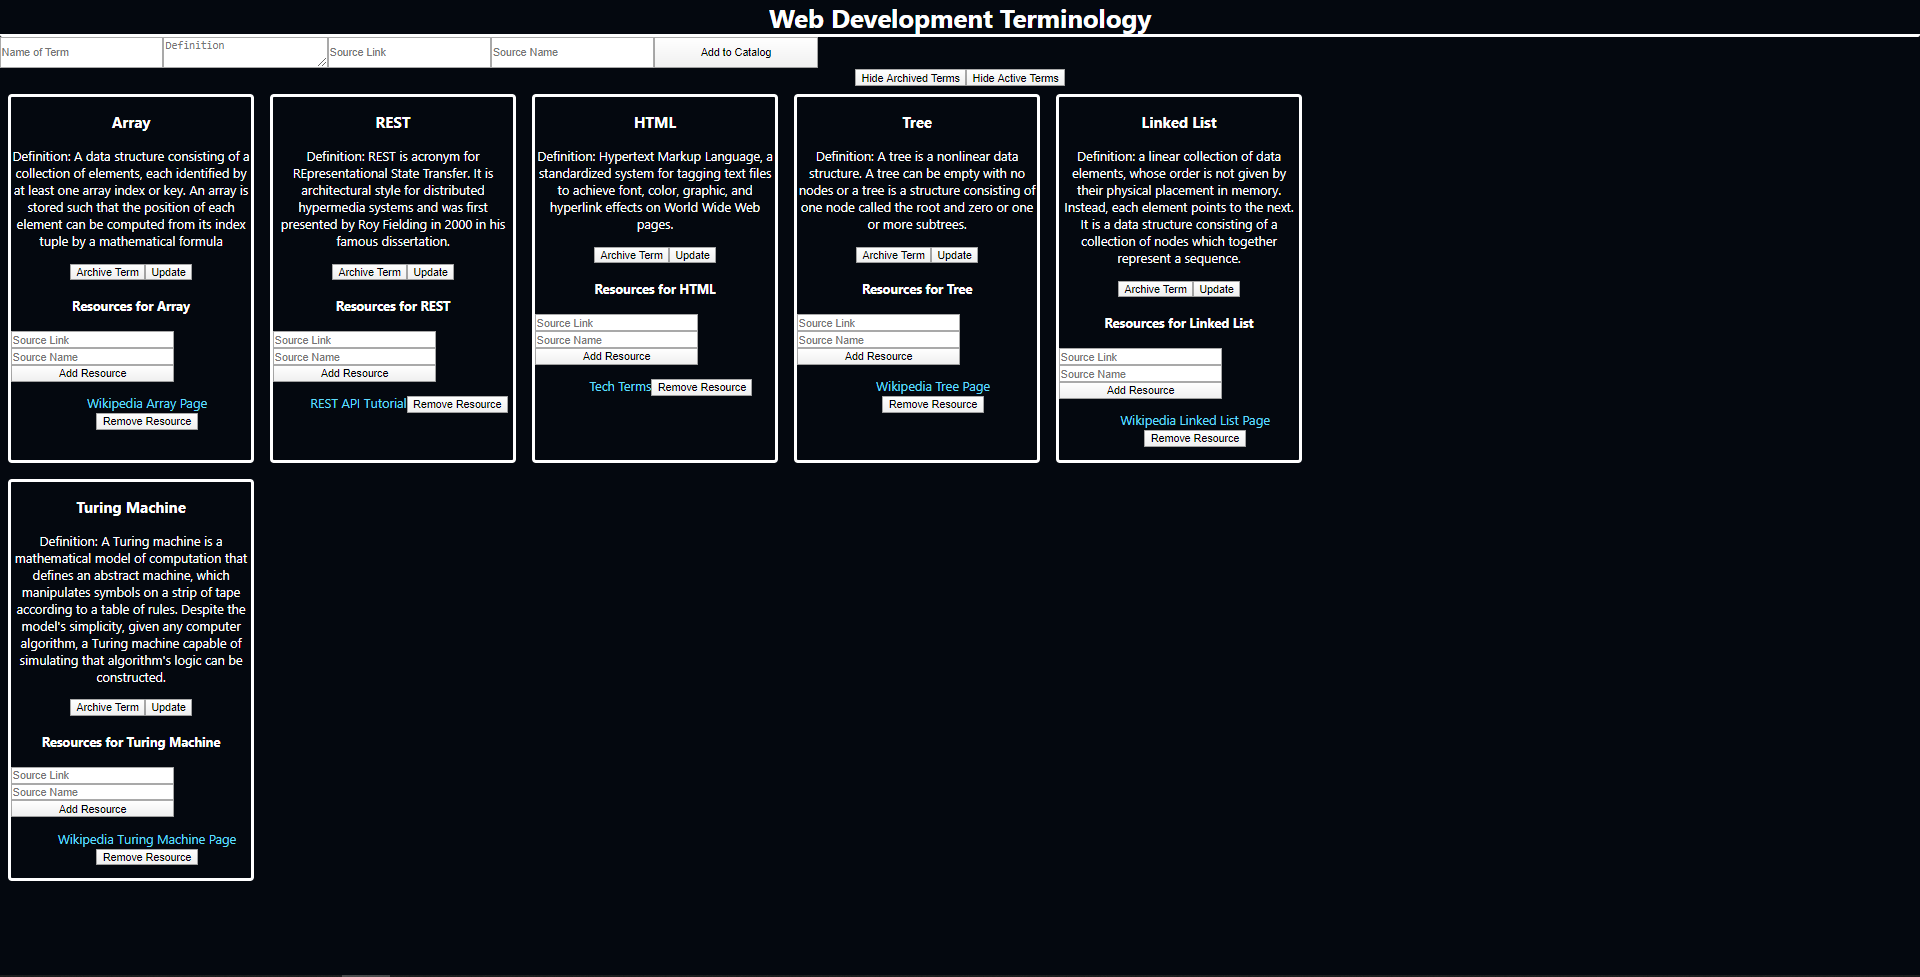 Web Development Terminology
Name of Term
Definition
Source Link
Source Name
Add to Catalog
Hide Archived Terms
Hide Active Terms
Array
Definition: A data structure consisting of a
collection of elements, each identified by
at least one array index or key. An array is
stored such that the position of each
element can be computed from its index
tuple by a mathematical formula
Archive Term
Update
Resources for Array
Source Link
Source Name
Add Resource
Wikipedia Array Page
Remove Resource
REST
Definition: REST is acronym for
REpresentational State Transfer. It is
architectural style for distributed
hypermedia systems and was first
presented by Roy Fielding in 2000 in his
famous dissertation.
Archive Term
Update
Resources for REST
Source Link
Source Name
Add Resource
REST API Tutorial
Remove Resource
HTML
Definition: Hypertext Markup Language, a
standardized system for tagging text files
to achieve font, color, graphic, and
hyperlink effects on World Wide Web
pages.
Archive Term
Update
Resources for HTML
Source Link
Source Name
Add Resource
Tech Terms
Remove Resource
Tree
Definition: A tree is a nonlinear data
structure. A tree can be empty with no
nodes or a tree is a structure consisting of
one node called the root and zero or one
or more subtrees.
Archive Term
Update
Resources for Tree
Source Link
Source Name
Add Resource
Wikipedia Tree Page
Remove Resource
Linked List
Definition: a linear collection of data
elements, whose order is not given by
their physical placement in memory.
Instead, each element points to the next.
It is a data structure consisting of a
collection of nodes which together
represent a sequence.
Archive Term
Update
Resources for Linked List
Source Link
Source Name
Add Resource
Wikipedia Linked List Page
Remove Resource
Turing Machine
Definition: A Turing machine is a
mathematical model of computation that
defines an abstract machine, which
manipulates symbols on a strip of tape
according to a table of rules. Despite the
model's simplicity, given any computer
algorithm, a Turing machine capable of
simulating that algorithm's logic can be
constructed.
Archive Term
Update
Resources for Turing Machine
Source Link
Source Name
Add Resource
Wikipedia Turing Machine Page
Remove Resource